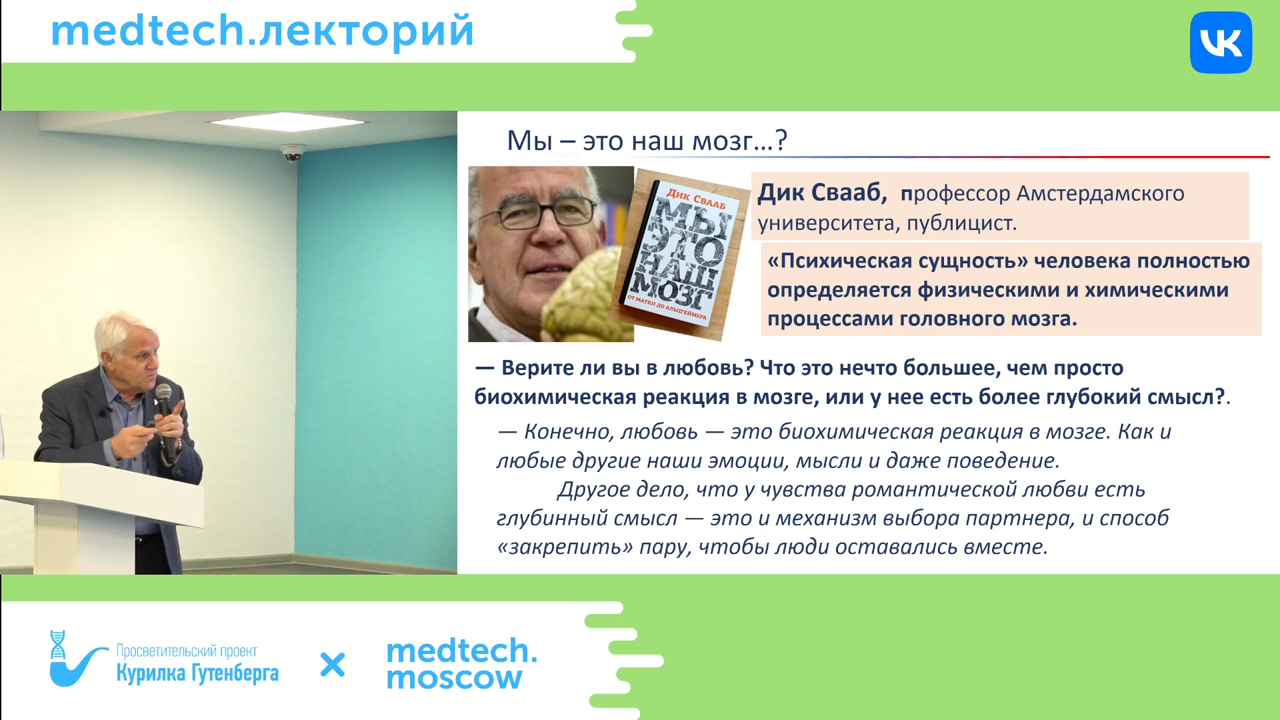 medtech.лекторий
VK
Мы – это наш мозг...?
Дик Свааб
МЫ
ЭТО
НАШ
МОЗГ
ОТ МАТКИ ДО АЛЬЦГЕЙМЕРА
Дик Свааб, профессор Амстердамского
университета, публицист.
«Психическая сущность» человека полностью
определяется физическими и химическими
процессами головного мозга.
— Верите ли вы в любовь? Что это нечто большее, чем просто
биохимическая реакция в мозге, или у нее есть более глубокий смысл?.
— Конечно, любовь — это биохимическая реакция в мозге. Как и
любые другие наши эмоции, мысли и даже поведение.
Другое дело, что у чувства романтической любви есть
глубинный смысл — это и механизм выбора партнера, и способ
«закрепить» пару, чтобы люди оставались вместе.
Просветительский проект
Курилка Гутенберга
×
medtech.
moscow